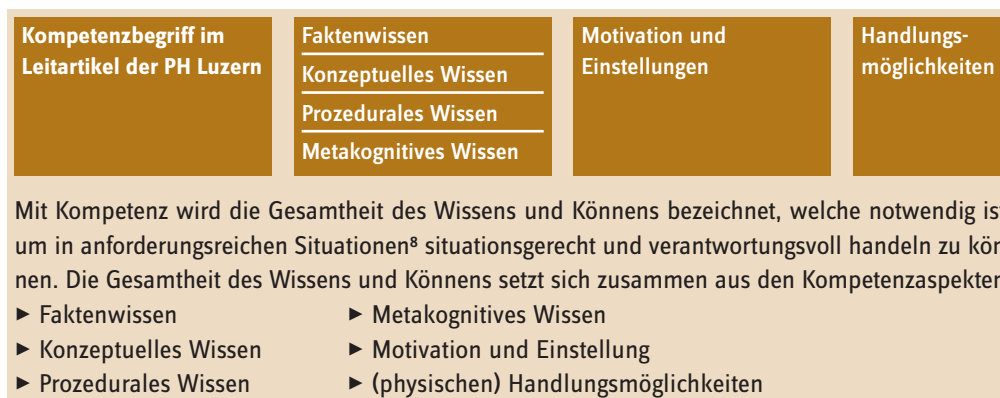 Kompetenzbegriff im
Leitartikel der PH Luzern
Faktenwissen
Konzeptuelles Wissen
Prozedurales Wissen
Metakognitives Wissen
Motivation und
Einstellungen
Handlungs-
möglichkeiten
Mit Kompetenz wird die Gesamtheit des Wissens und Könnens bezeichnet, welche notwendig ist
um in anforderungsreichen Situationen⁸ situationsgerecht und verantwortungsvoll handeln zu kön
nen. Die Gesamtheit des Wissens und Könnens setzt sich zusammen aus den Kompetenzaspekten
► Faktenwissen ► Metakognitives Wissen
► Konzeptuelles Wissen ► Motivation und Einstellung
► Prozedurales Wissen ► (physischen) Handlungsmöglichkeiten